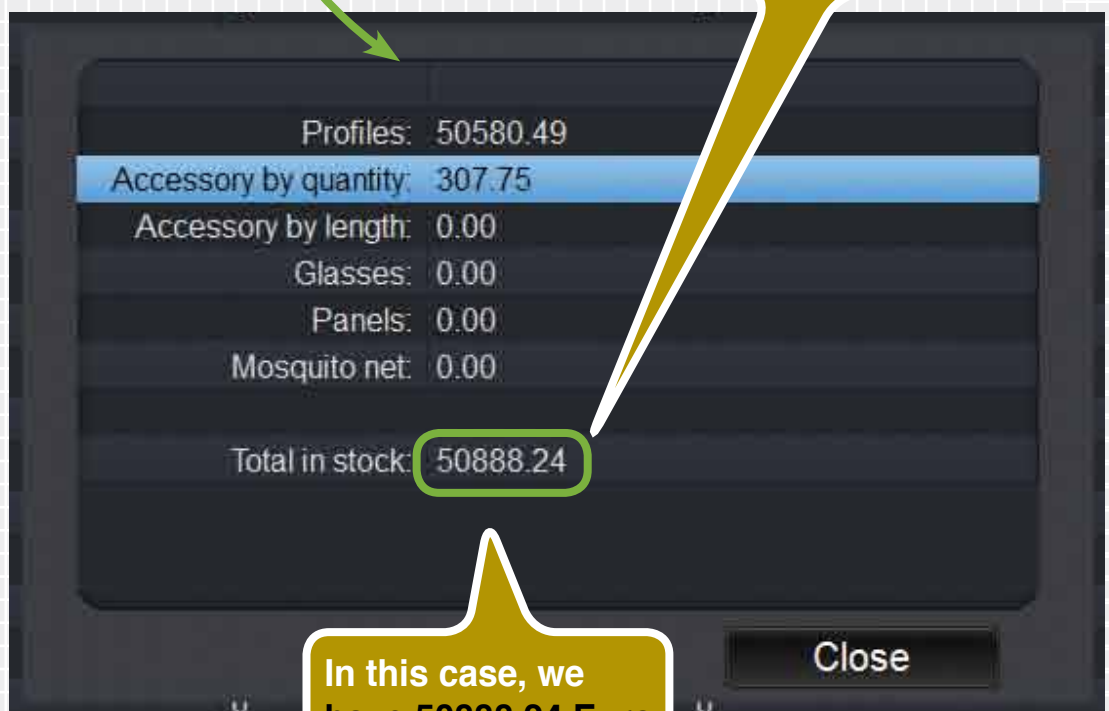 Profiles: 50580.49
Accessory by quantity: 307.75
Accessory by length: 0.00
Glasses: 0.00
Panels: 0.00
Mosquito net: 0.00
Total in stock: 50888.24
In this case, we
Close